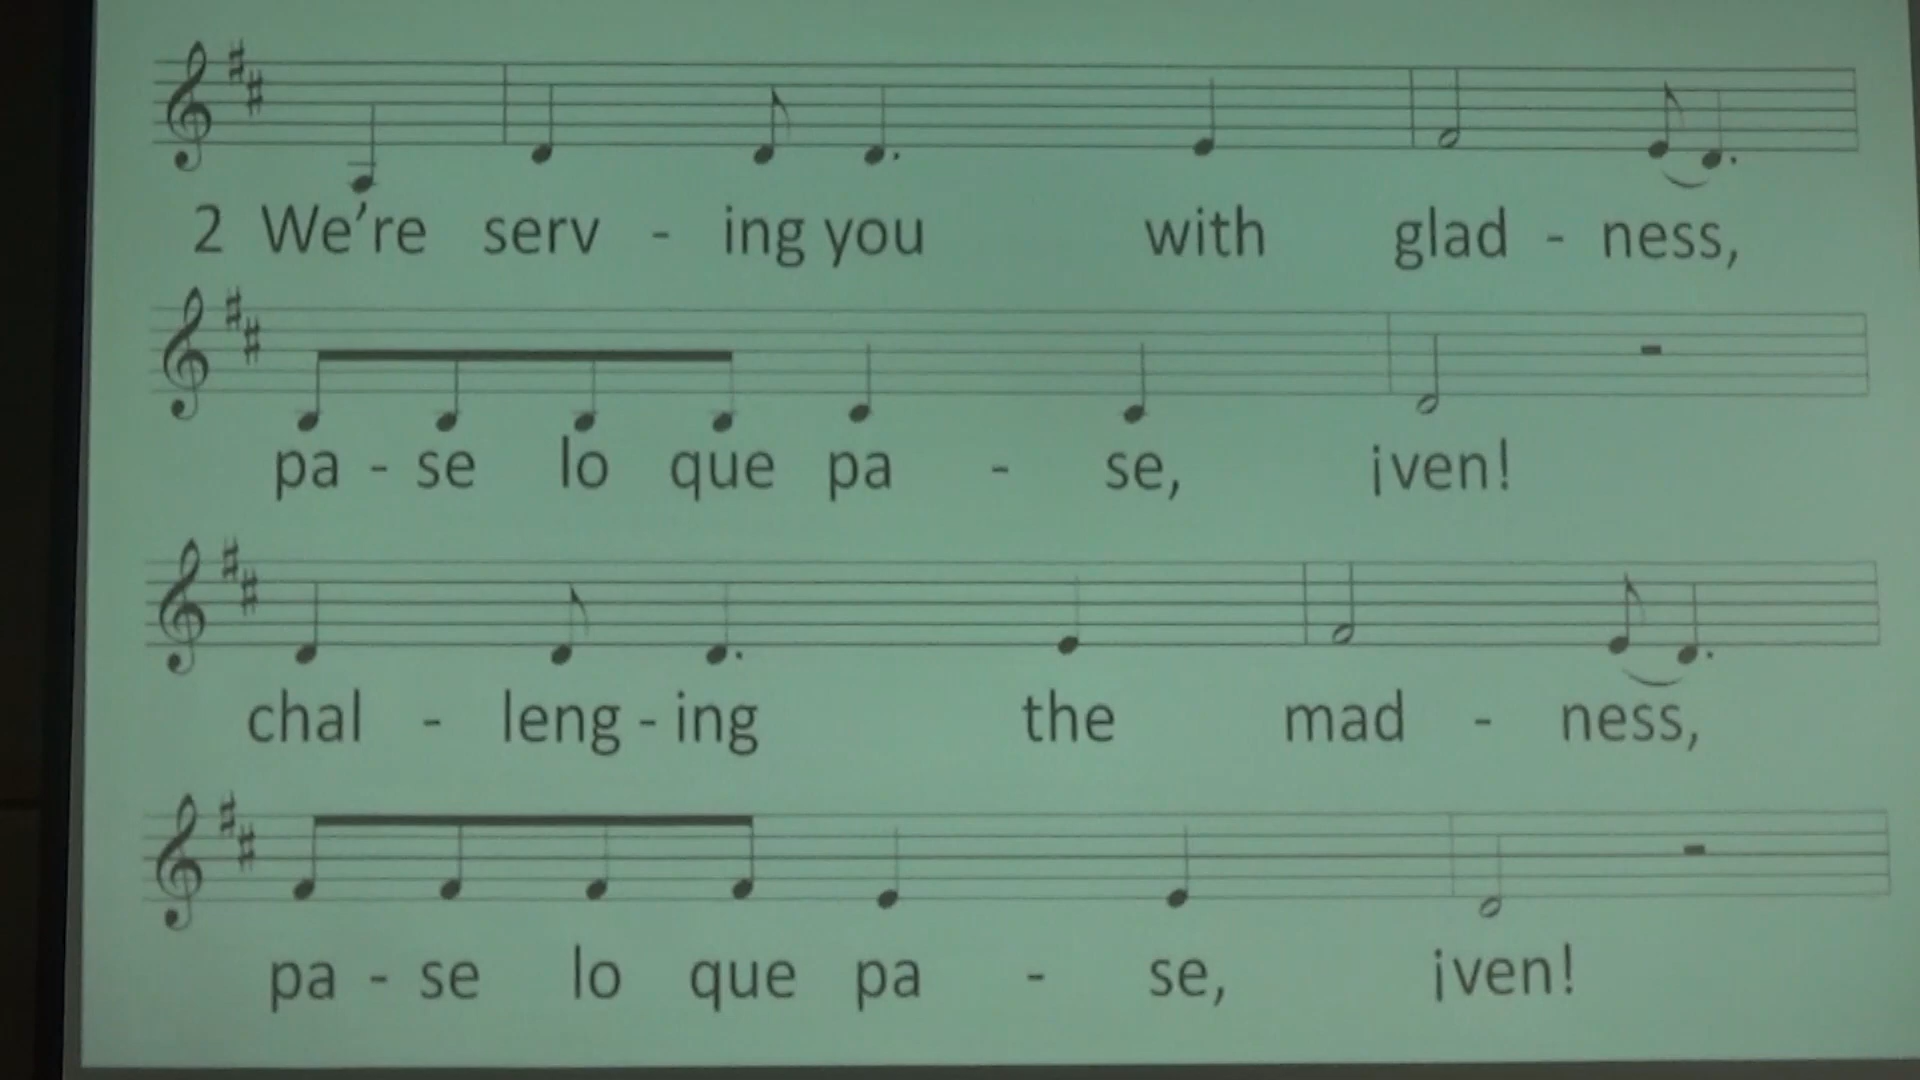 2 We’re serv - ing you with glad - ness,
pa - se lo que pa - se, ¡ven!
chal - leng - ing the mad - ness,
pa - se lo que pa - se, ¡ven!